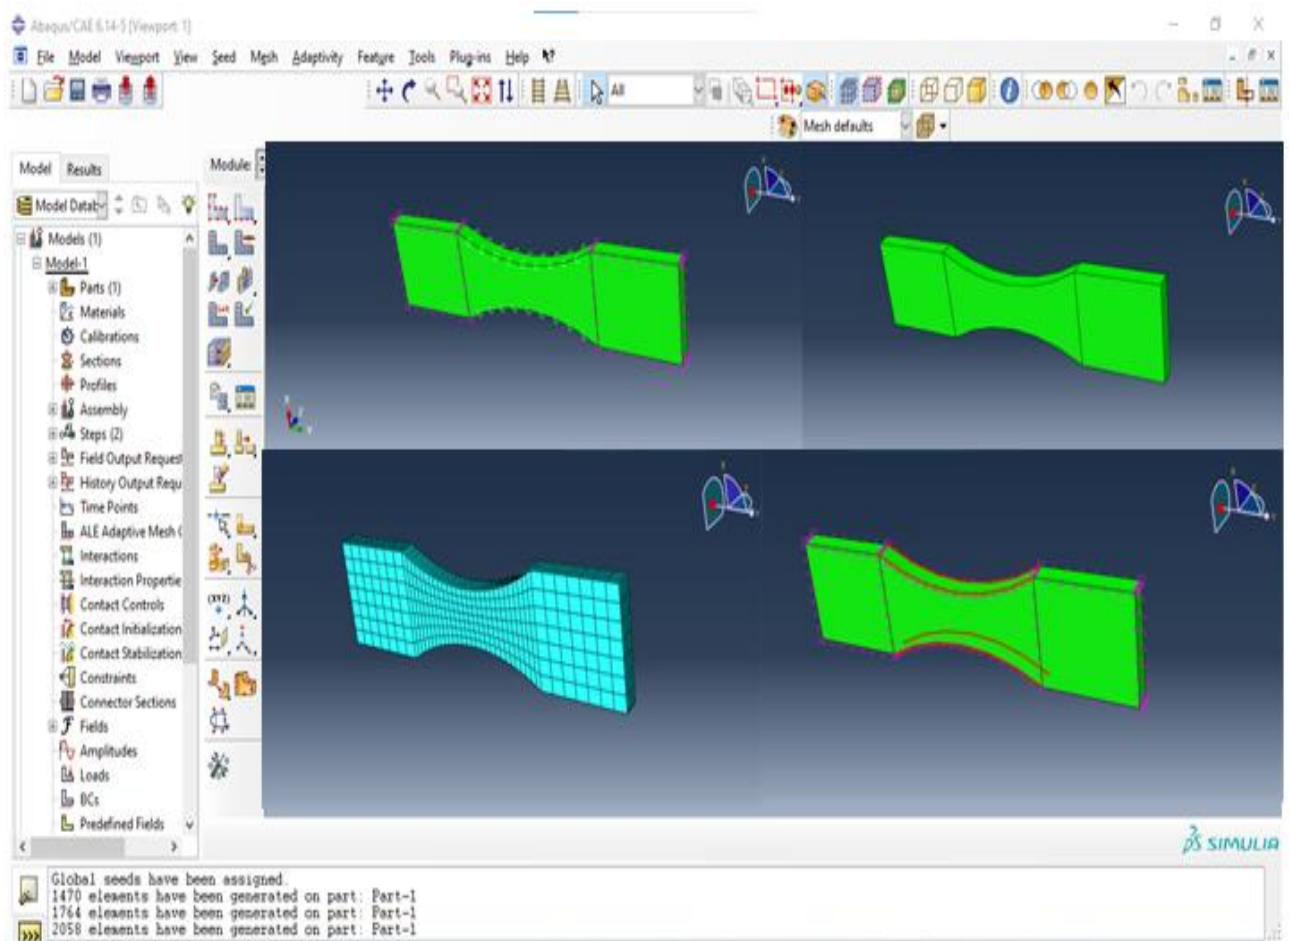 Abaqus/CAE 6.14-5 [Viewport: 1]
File Model Viewport View Seed Mesh Adaptivity Feature Tools Plug-ins Help
All
Mesh defaults
Model Results
Module:
Model Datab
Models (1)
Model-1
Parts (1)
Materials
Calibrations
Sections
Profiles
Assembly
Steps (2)
Field Output Request
History Output Requ
Time Points
ALE Adaptive Mesh C
Interactions
Interaction Propertie
Contact Controls
Contact Initialization
Contact Stabilization
Constraints
Connector Sections
Fields
Amplitudes
Loads
BCs
Predefined Fields
(XYZ)
SIMULIA
Global seeds have been assigned.
1470 elements have been generated on part: Part-1
1764 elements have been generated on part: Part-1
2058 elements have been generated on part: Part-1